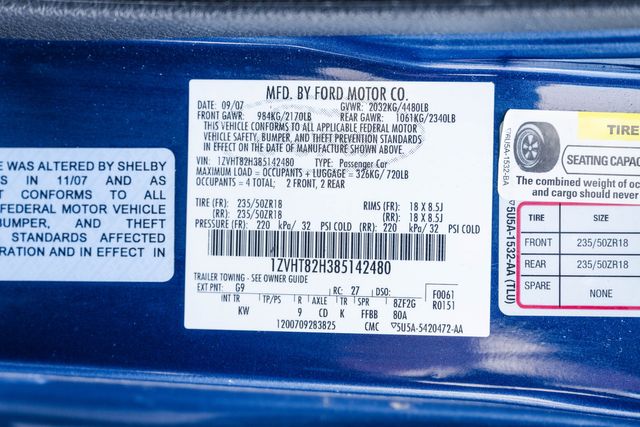 MFD. BY FORD MOTOR CO.
DATE: 09/07 GVWR: 2032KG/4480LB
FRONT GAWR: 984KG/2170LB REAR GAWR: 1061KG/2340LB
THIS VEHICLE CONFORMS TO ALL APPLICABLE FEDERAL MOTOR
VEHICLE SAFETY, BUMPER, AND THEFT PREVENTION STANDARDS
IN EFFECT ON THE DATE OF MANUFACTURE SHOWN ABOVE.
VIN: 1ZVHT82H385142480 TYPE: Passenger Car
MAXIMUM LOAD = OCCUPANTS + LUGGAGE = 326KG/720LB
OCCUPANTS = 4 TOTAL: 2 FRONT, 2 REAR
TIRE (FR): 235/50ZR18 RIMS (FR): 18 X 8.5J
(RR): 235/50ZR18 (RR): 18 X 8.5J
PRESSURE (FR): 220 kPa/ 32 PSI COLD (RR): 220 kPa/ 32 PSI COLD
1ZVHT82H385142480
TRAILER TOWING - SEE OWNER GUIDE
EXT PNT: G9 RC: 27 DSO: F0061
R0151
INT TR TP/PS R AXLE TR SPR 8ZF2G
KW 9 CD K FFBB 80A
1200709283825 CMC 5U5A-5420472-AA
E WAS ALTERED BY SHELBY
S IN 11/07 AND AS
T CONFORMS TO ALL
FEDERAL MOTOR VEHICLE
BUMPER, AND THEFT
STANDARDS AFFECTED
RATION AND IN EFFECT IN
TIRE
SEATING CAPAC
The combined weight of oc
cargo should never
TIRE SIZE
FRONT 235/50ZR18
REAR 235/50ZR18
SPARE NONE
5U5A-1532-AA (TLU)